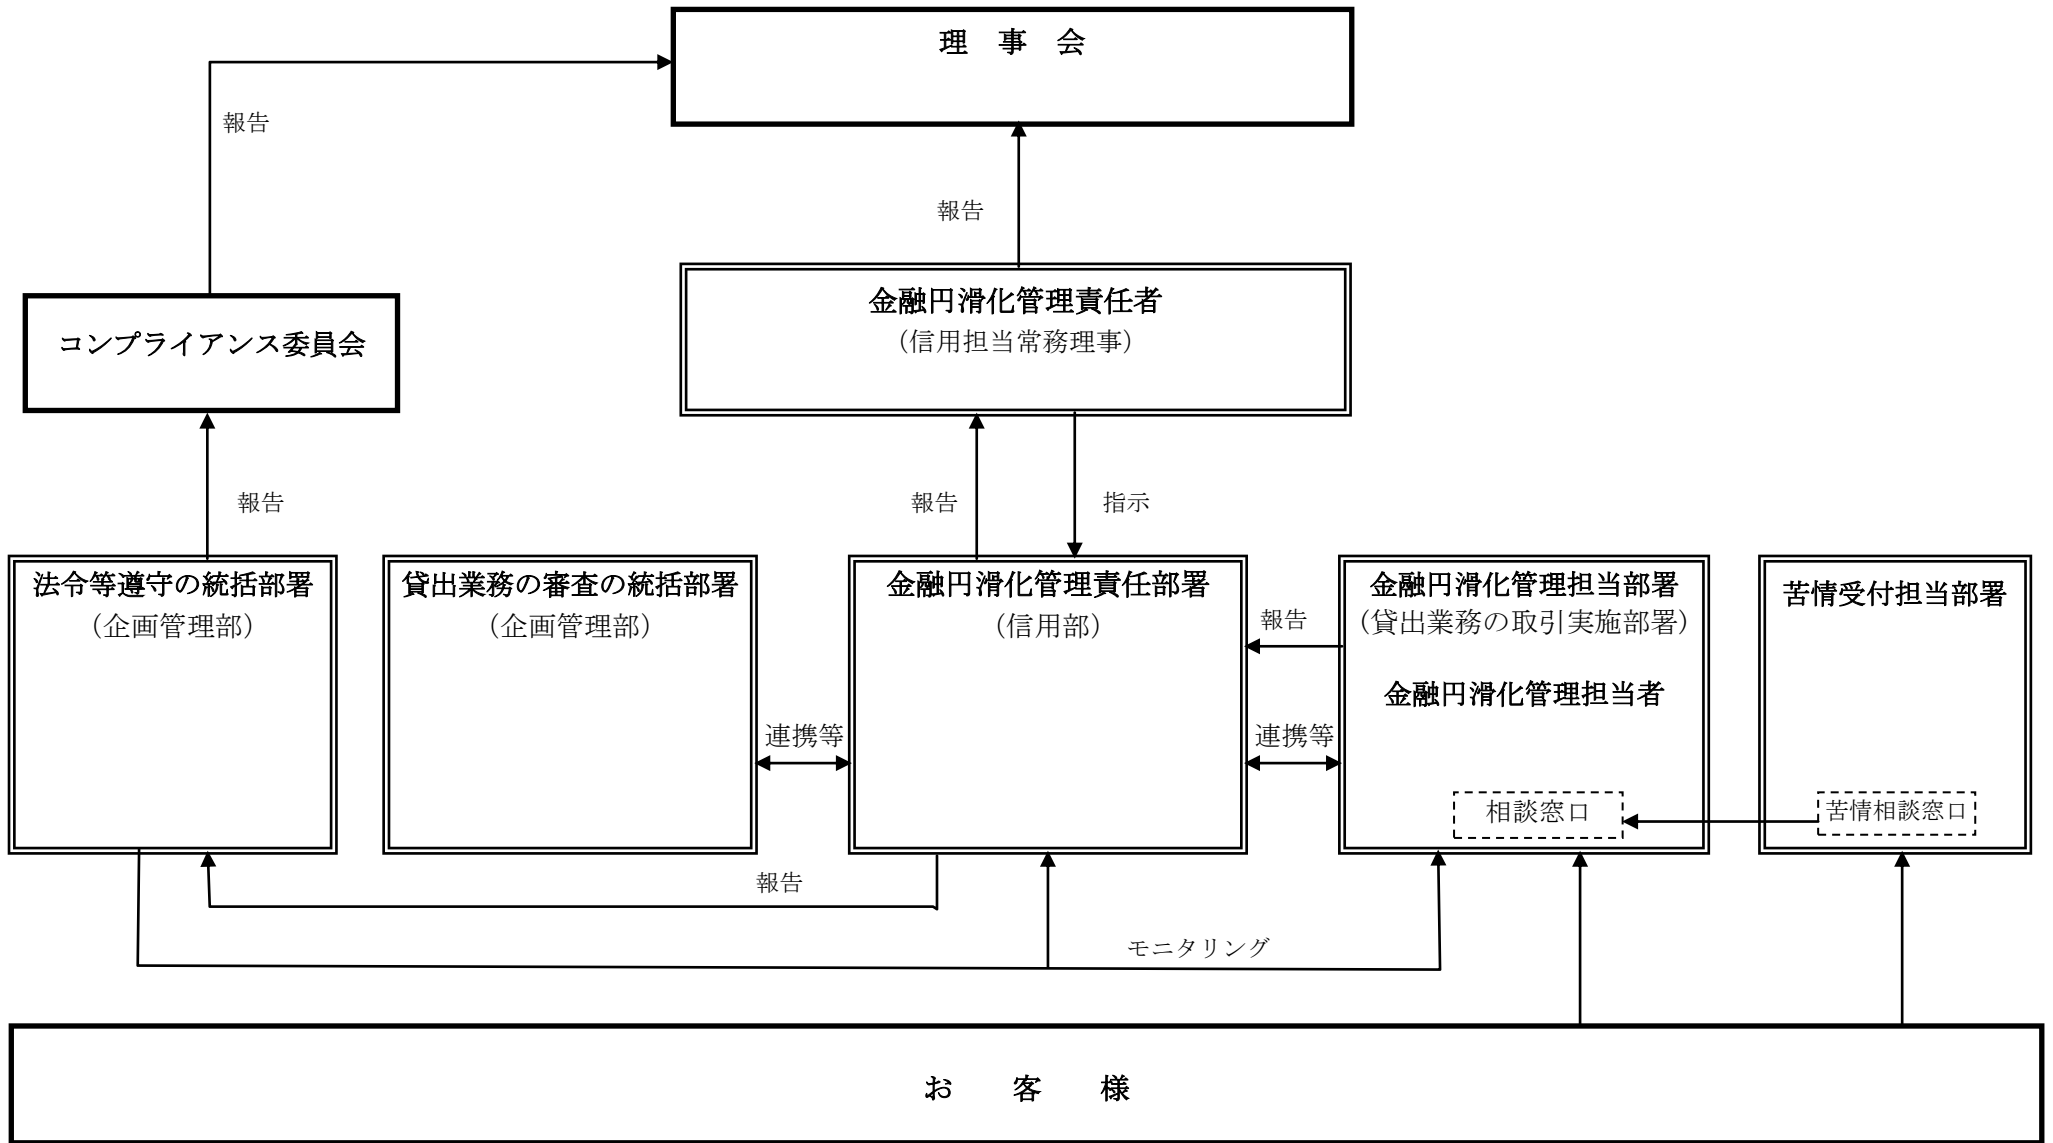 理　事　会
報告
報告
金融円滑化管理責任者
（信用担当常務理事）
コンプライアンス委員会
報告
報告
指示
法令等遵守の統括部署
（企画管理部）
貸出業務の審査の統括部署
（企画管理部）
金融円滑化管理責任部署
（信用部）
報告
金融円滑化管理担当部署
（貸出業務の取引実施部署）
金融円滑化管理担当者
苦情受付担当部署
連携等
連携等
相談窓口
苦情相談窓口
報告
モニタリング
お　客　様